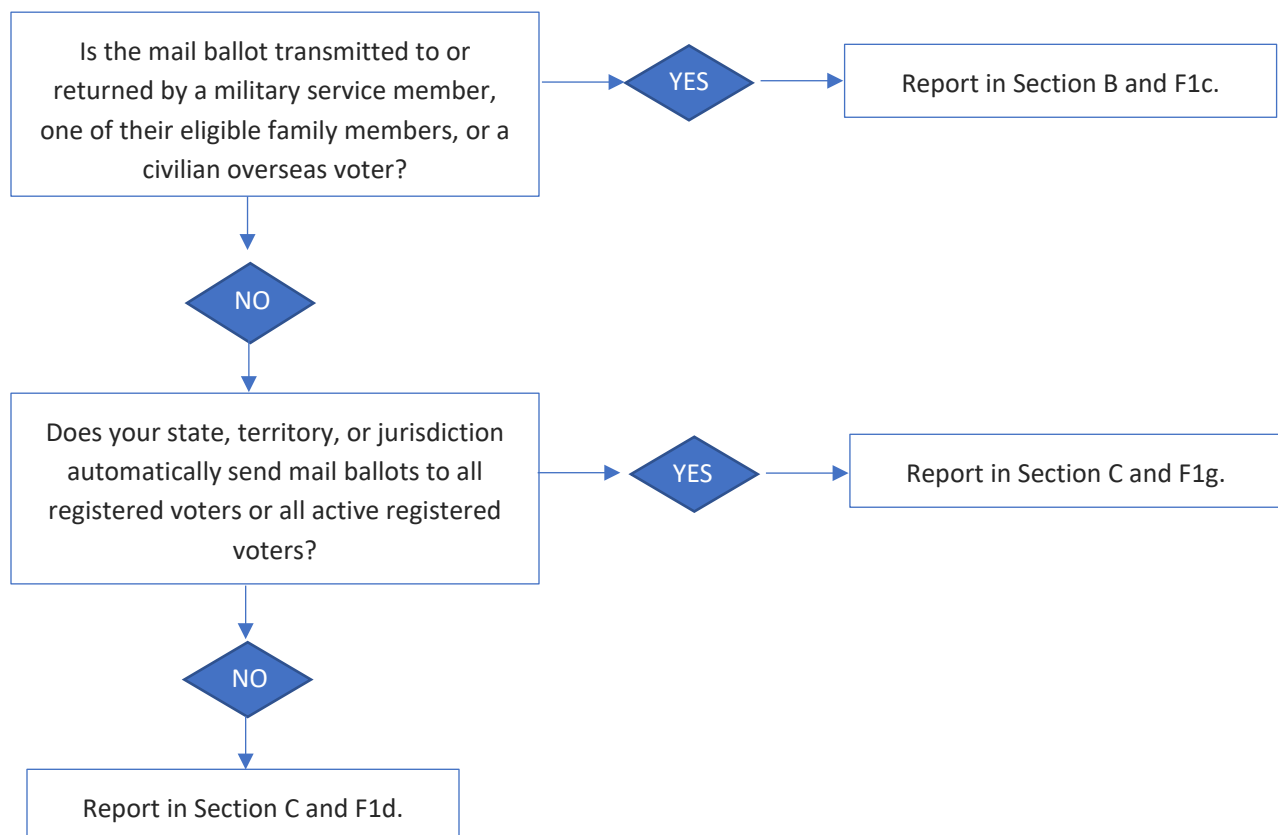 Is the mail ballot transmitted to or
returned by a military service member,
one of their eligible family members, or a
civilian overseas voter?
YES
Report in Section B and F1c.
NO
Does your state, territory, or jurisdiction
automatically send mail ballots to all
registered voters or all active registered
voters?
YES
Report in Section C and F1g.
NO
Report in Section C and F1d.